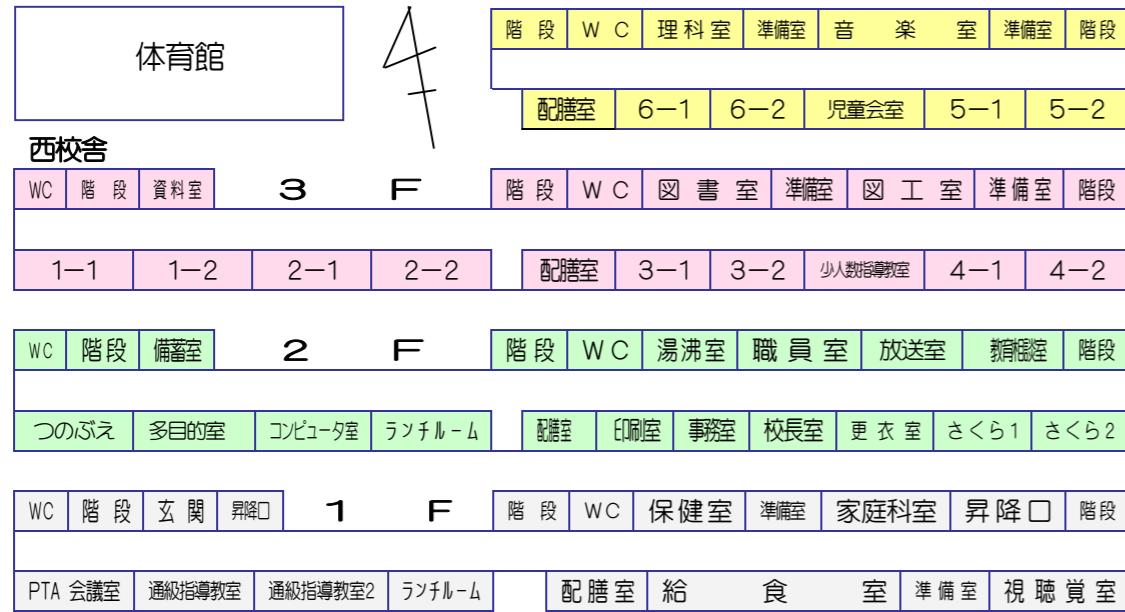 体育館
階段 WC 理科室 準備室 音楽室 準備室 階段
配膳室 6－1 6－2 児童会室 5－1 5－2
西校舎
WC 階段 資料室 3F 階段 WC 図書室 準備室 図工室 準備室 階段
1－1 1－2 2－1 2－2 配膳室 3－1 3－2 少人数指導教室 4－1 4－2
WC 階段 備蓄室 2F 階段 WC 湯沸室 職員室 放送室 教育相談室 階段
つのぶえ 多目的室 コンピュータ室 ランチルーム 配膳室 印刷室 事務室 校長室 更衣室 さくら1 さくら2
WC 階段 玄関 昇降口 1F 階段 WC 保健室 準備室 家庭科室 昇降口 階段
PTA 会議室 通級指導教室 通級指導教室2 ランチルーム 配膳室 給食室 準備室 視聴覚室